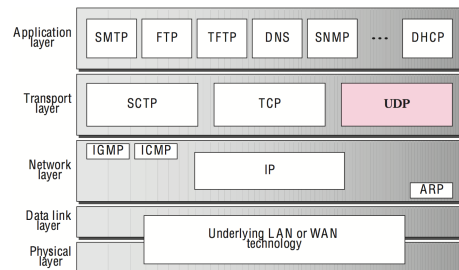 Application
layer
SMTP FTP TFTP DNS SNMP ... DHCP
Transport
layer
SCTP TCP UDP
IGMP ICMP
Network
layer
IP
ARP
Data link
layer
Underlying LAN or WAN
technology
Physical
layer